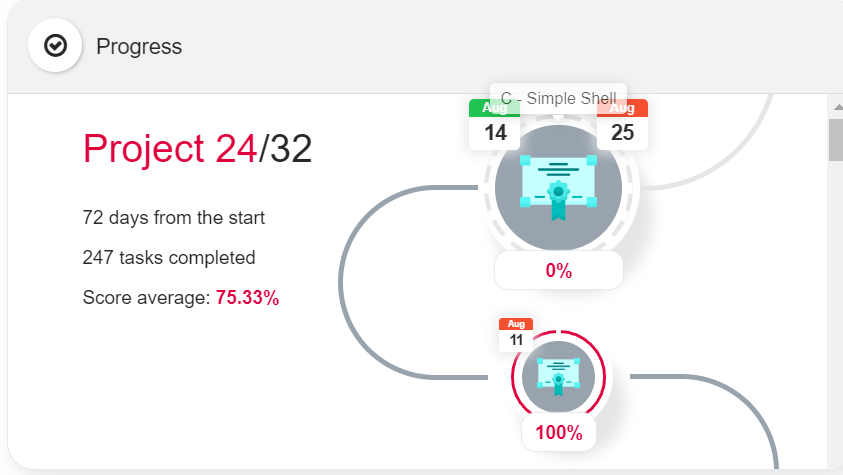 Progress
Project 24/32
72 days from the start
247 tasks completed
Score average: 75.33%
C - Simple Shell
Aug
14
Aug
25
0%
Aug
11
100%